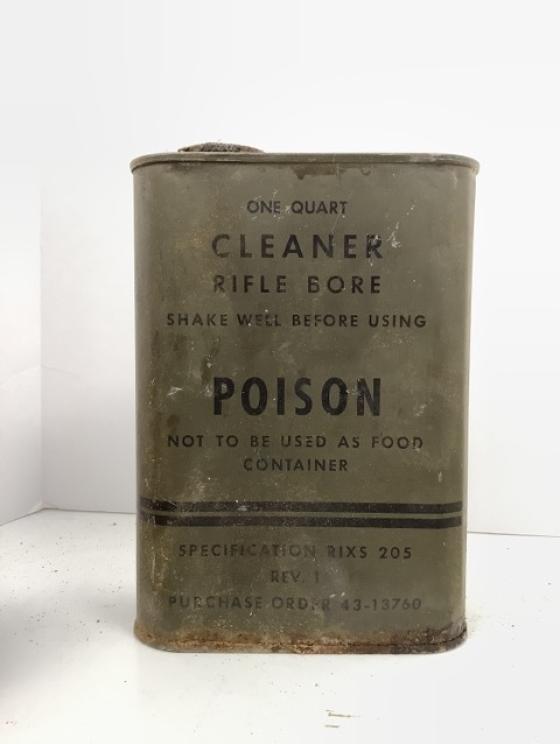 ONE QUART
CLEANER
RIFLE BORE
SHAKE WELL BEFORE USING
POISON
NOT TO BE USED AS FOOD
CONTAINER
SPECIFICATION RIXS 205
REV. 1
PURCHASE ORDER 43-13760